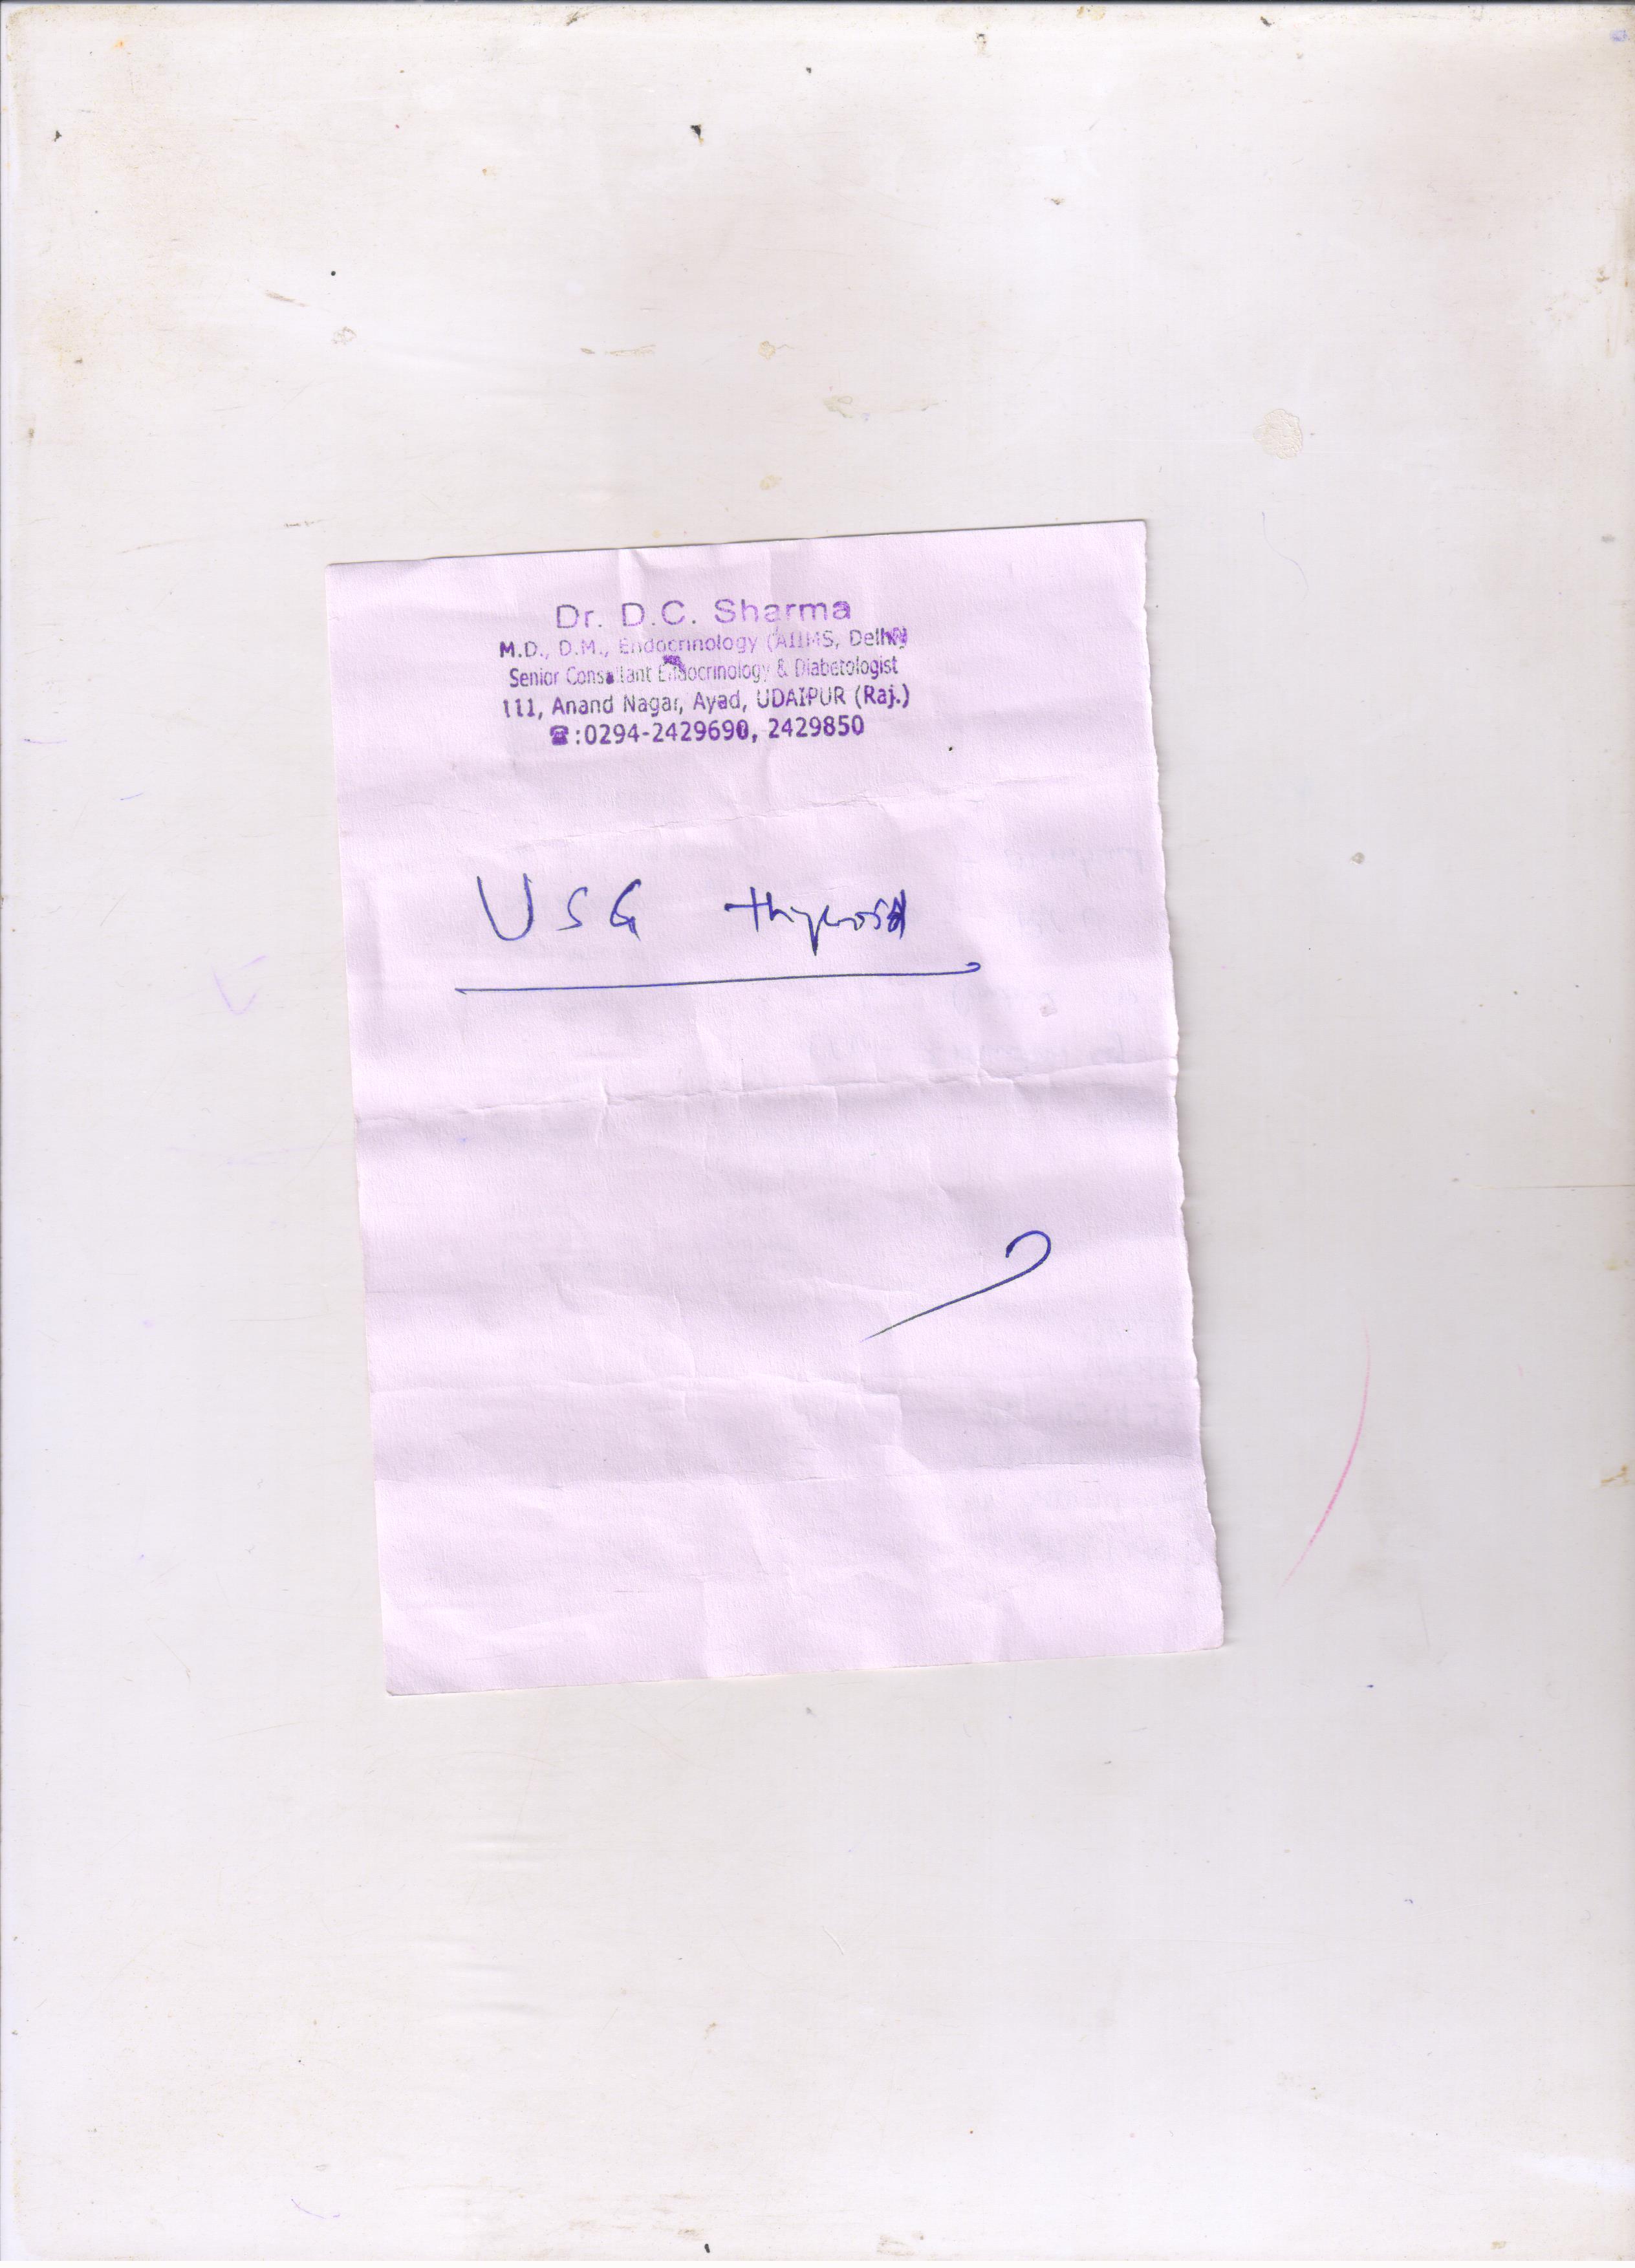 Dr. D.C. Sharma
M.D., D.M., Endocrinology (AIIMS, Delhi)
Senior Consultant Endocrinology & Diabetologist
111, Anand Nagar, Ayad, UDAIPUR (Raj.)
☎:0294-2429690, 2429850
USG thyroid